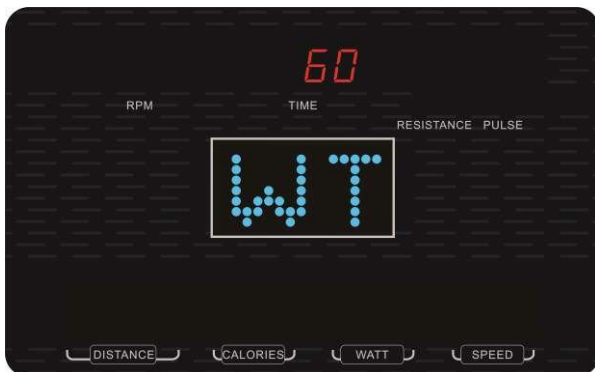 60
RPM TIME
RESISTANCE PULSE
WT
DISTANCE CALORIES WATT SPEED